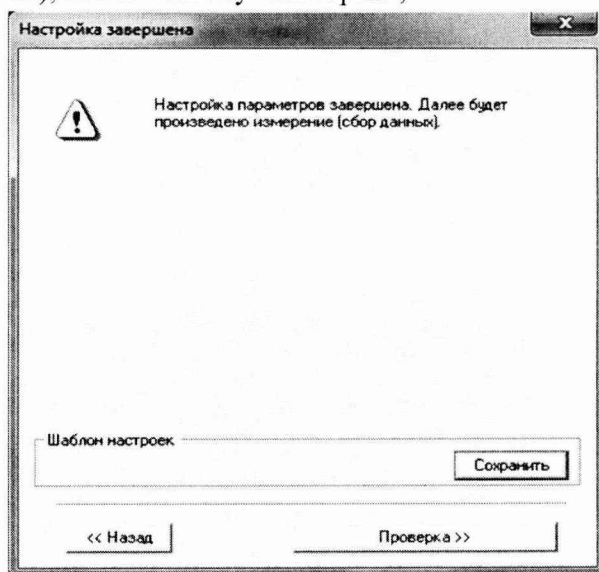 Настройка завершена
Настройка параметров завершена. Далее будет
произведено измерение (сбор данных).
Шаблон настроек
Сохранить
<< Назад
Проверка >>